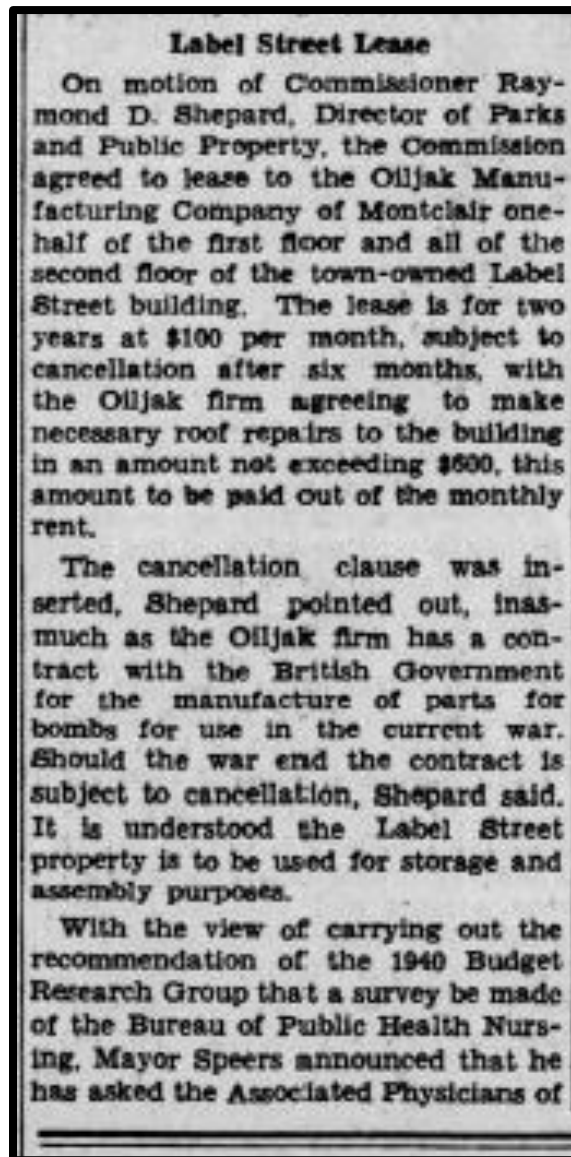 Label Street Lease
On motion of Commissioner Ray-
mond D. Shepard, Director of Parks
and Public Property, the Commission
agreed to lease to the Oiljak Manu-
facturing Company of Montclair one-
half of the first floor and all of the
second floor of the town-owned Label
Street building. The lease is for two
years at $100 per month, subject to
cancellation after six months, with
the Oiljak firm agreeing to make
necessary roof repairs to the building
in an amount not exceeding $600, this
amount to be paid out of the monthly
rent.
The cancellation clause was in-
serted, Shepard pointed out, inas-
much as the Oiljak firm has a con-
tract with the British Government
for the manufacture of parts for
bombs for use in the current war.
Should the war end the contract is
subject to cancellation, Shepard said.
It is understood the Label Street
property is to be used for storage and
assembly purposes.
With the view of carrying out the
recommendation of the 1940 Budget
Research Group that a survey be made
of the Bureau of Public Health Nurs-
ing, Mayor Speers announced that he
has asked the Associated Physicians of